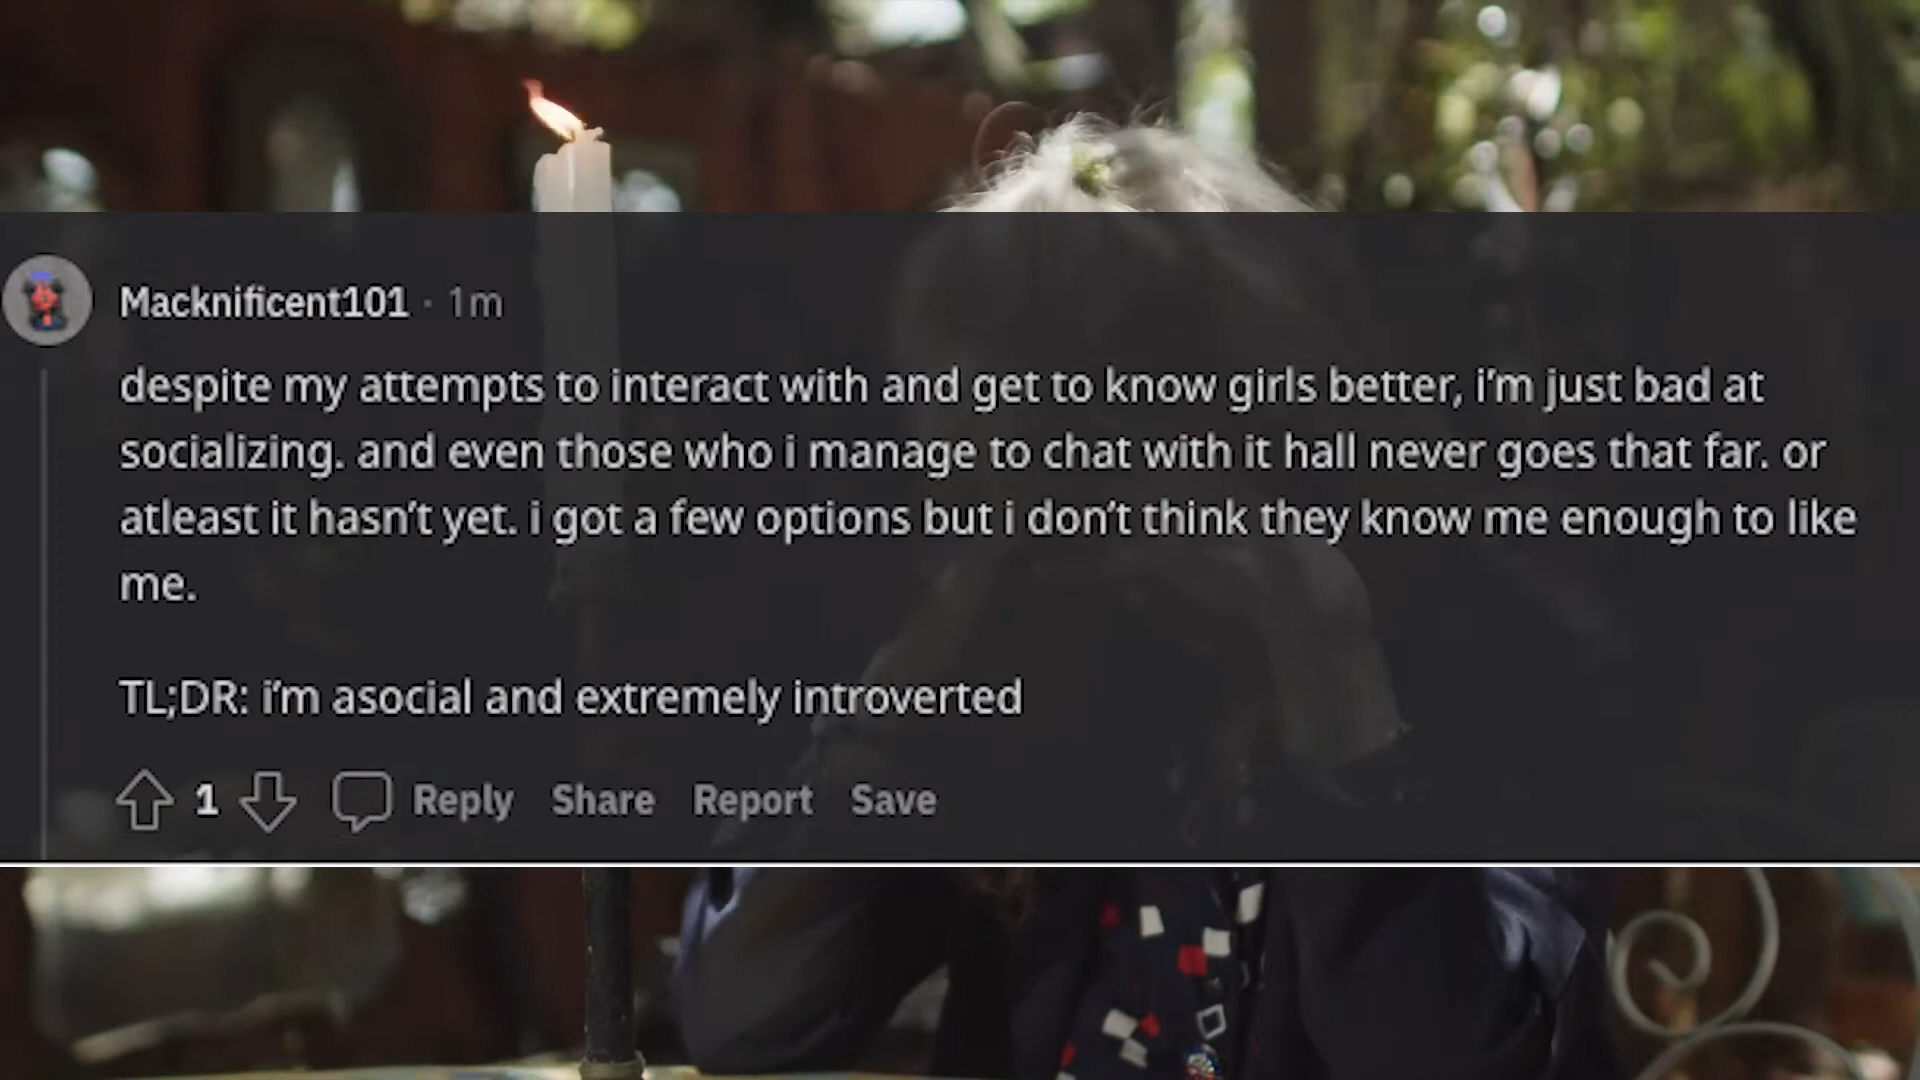 Macknificent101 · 1m
despite my attempts to interact with and get to know girls better, i'm just bad at
socializing. and even those who i manage to chat with it hall never goes that far. or
atleast it hasn't yet. i got a few options but i don't think they know me enough to like
me.
TL;DR: i'm asocial and extremely introverted
1 Reply Share Report Save